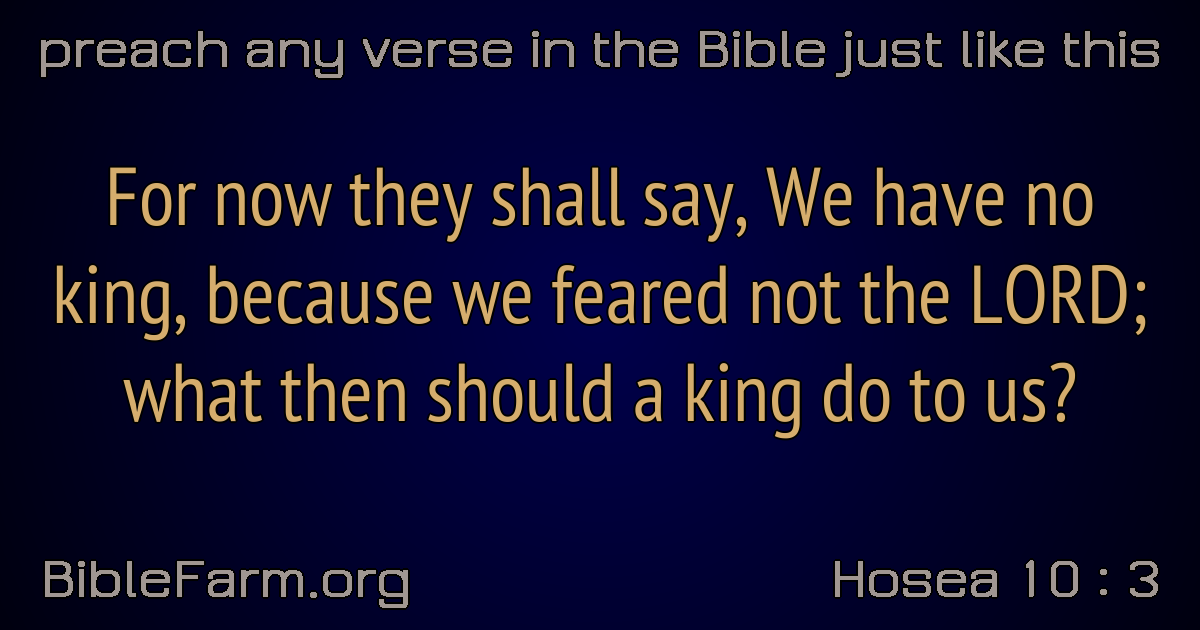 preach any verse in the Bible just like this
For now they shall say, We have no
king, because we feared not the LORD;
what then should a king do to us?
BibleFarm.org
Hosea 10 : 3